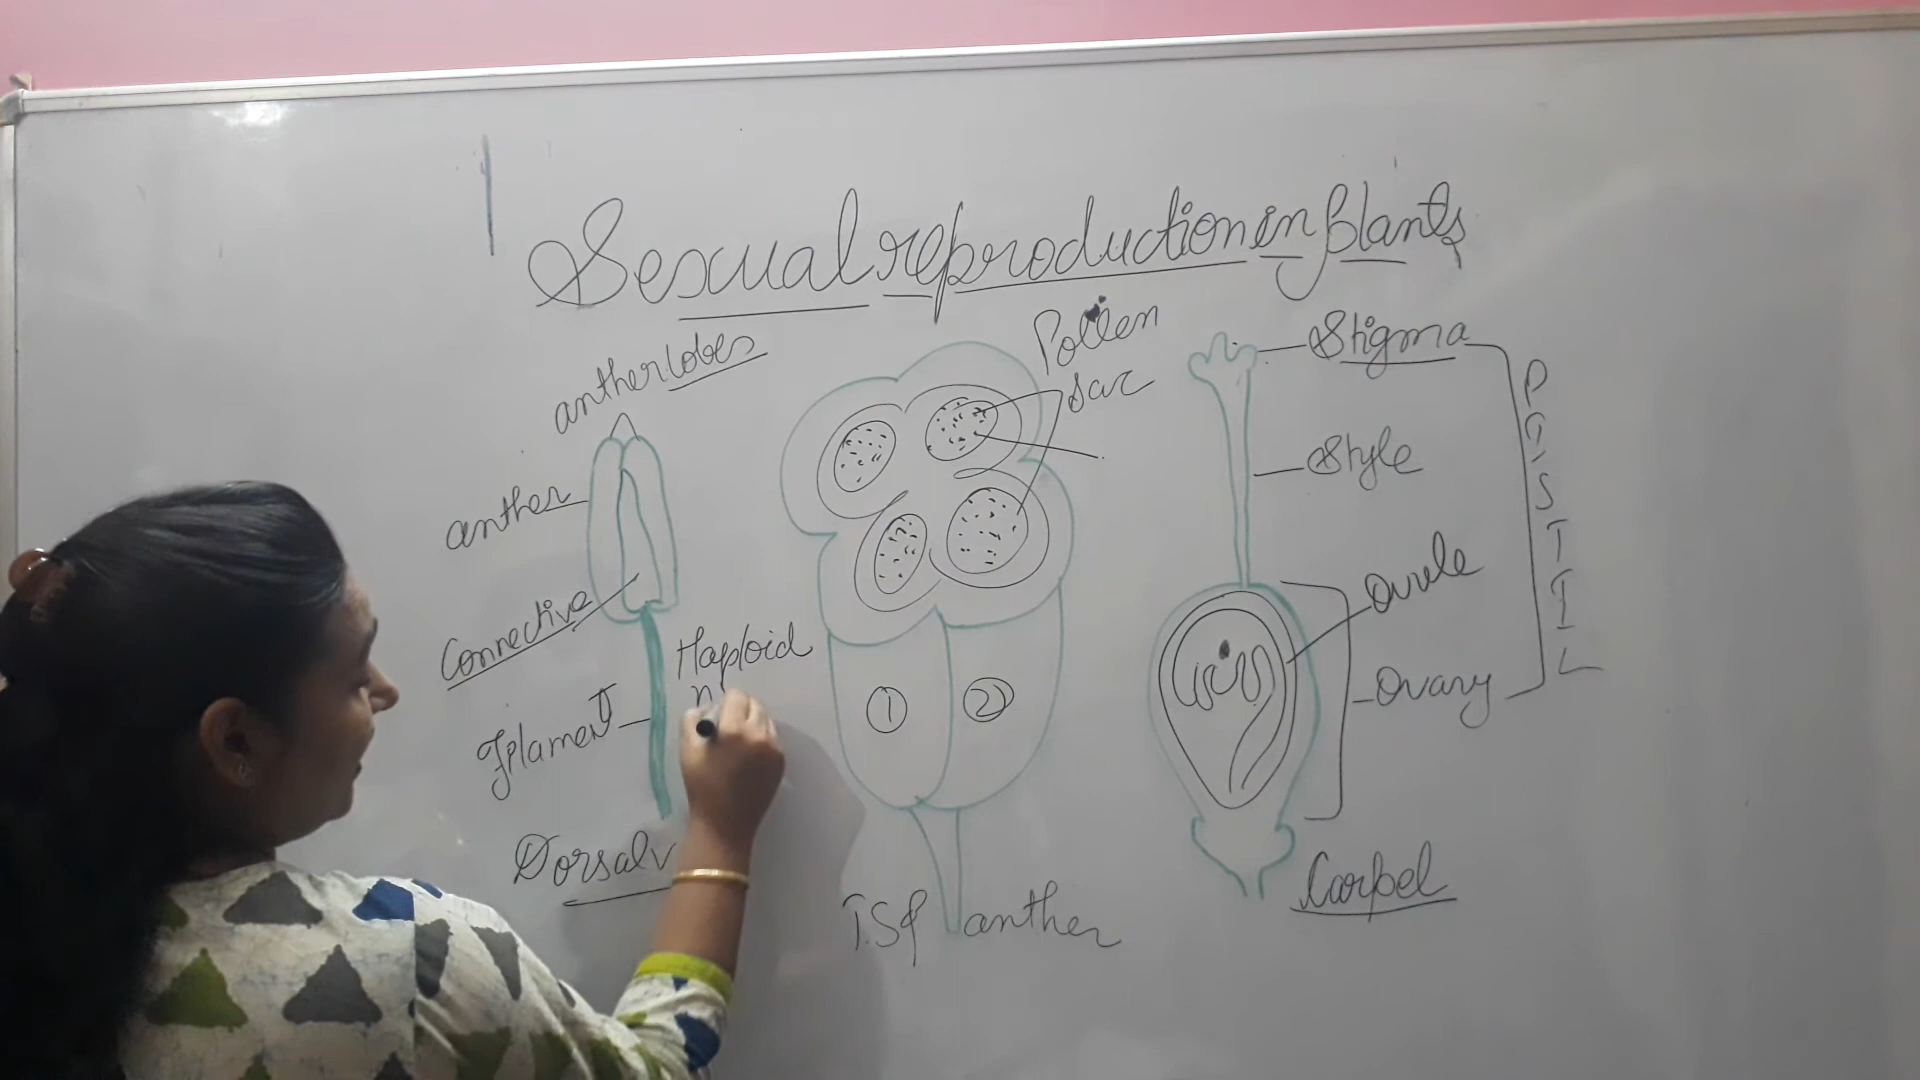 Sexual reproduction in plants
anther lobes
anther
Connective
Filament
Haploid
n
Dorsal v
Pollen
sac
1
2
T.S of anther
Stigma
Style
Ovule
Ovary
PISTIL
Carpel